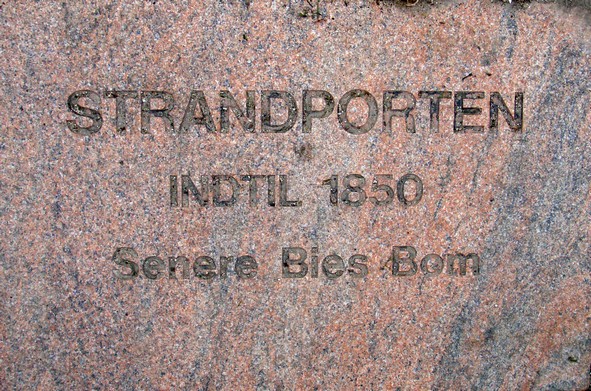 STRANDPORTEN
INDTIL 1850
Senere Bies Bom